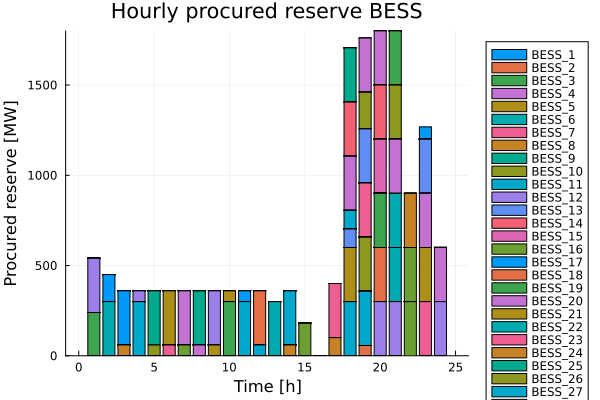 Hourly procured reserve BESS
Procured reserve [MW]
1500
1000
500
0
0 5 10 15 20 25
Time [h]
BESS_1
BESS_2
BESS_3
BESS_4
BESS_5
BESS_6
BESS_7
BESS_8
BESS_9
BESS_10
BESS_11
BESS_12
BESS_13
BESS_14
BESS_15
BESS_16
BESS_17
BESS_18
BESS_19
BESS_20
BESS_21
BESS_22
BESS_23
BESS_24
BESS_25
BESS_26
BESS_27